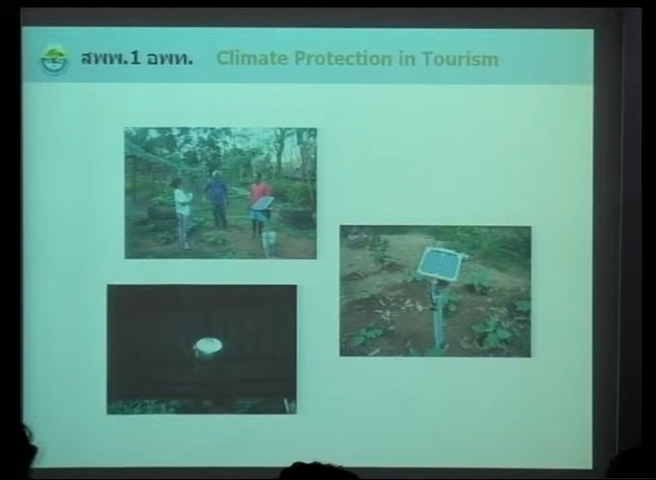 สพพ.1 อพท. Climate Protection in Tourism